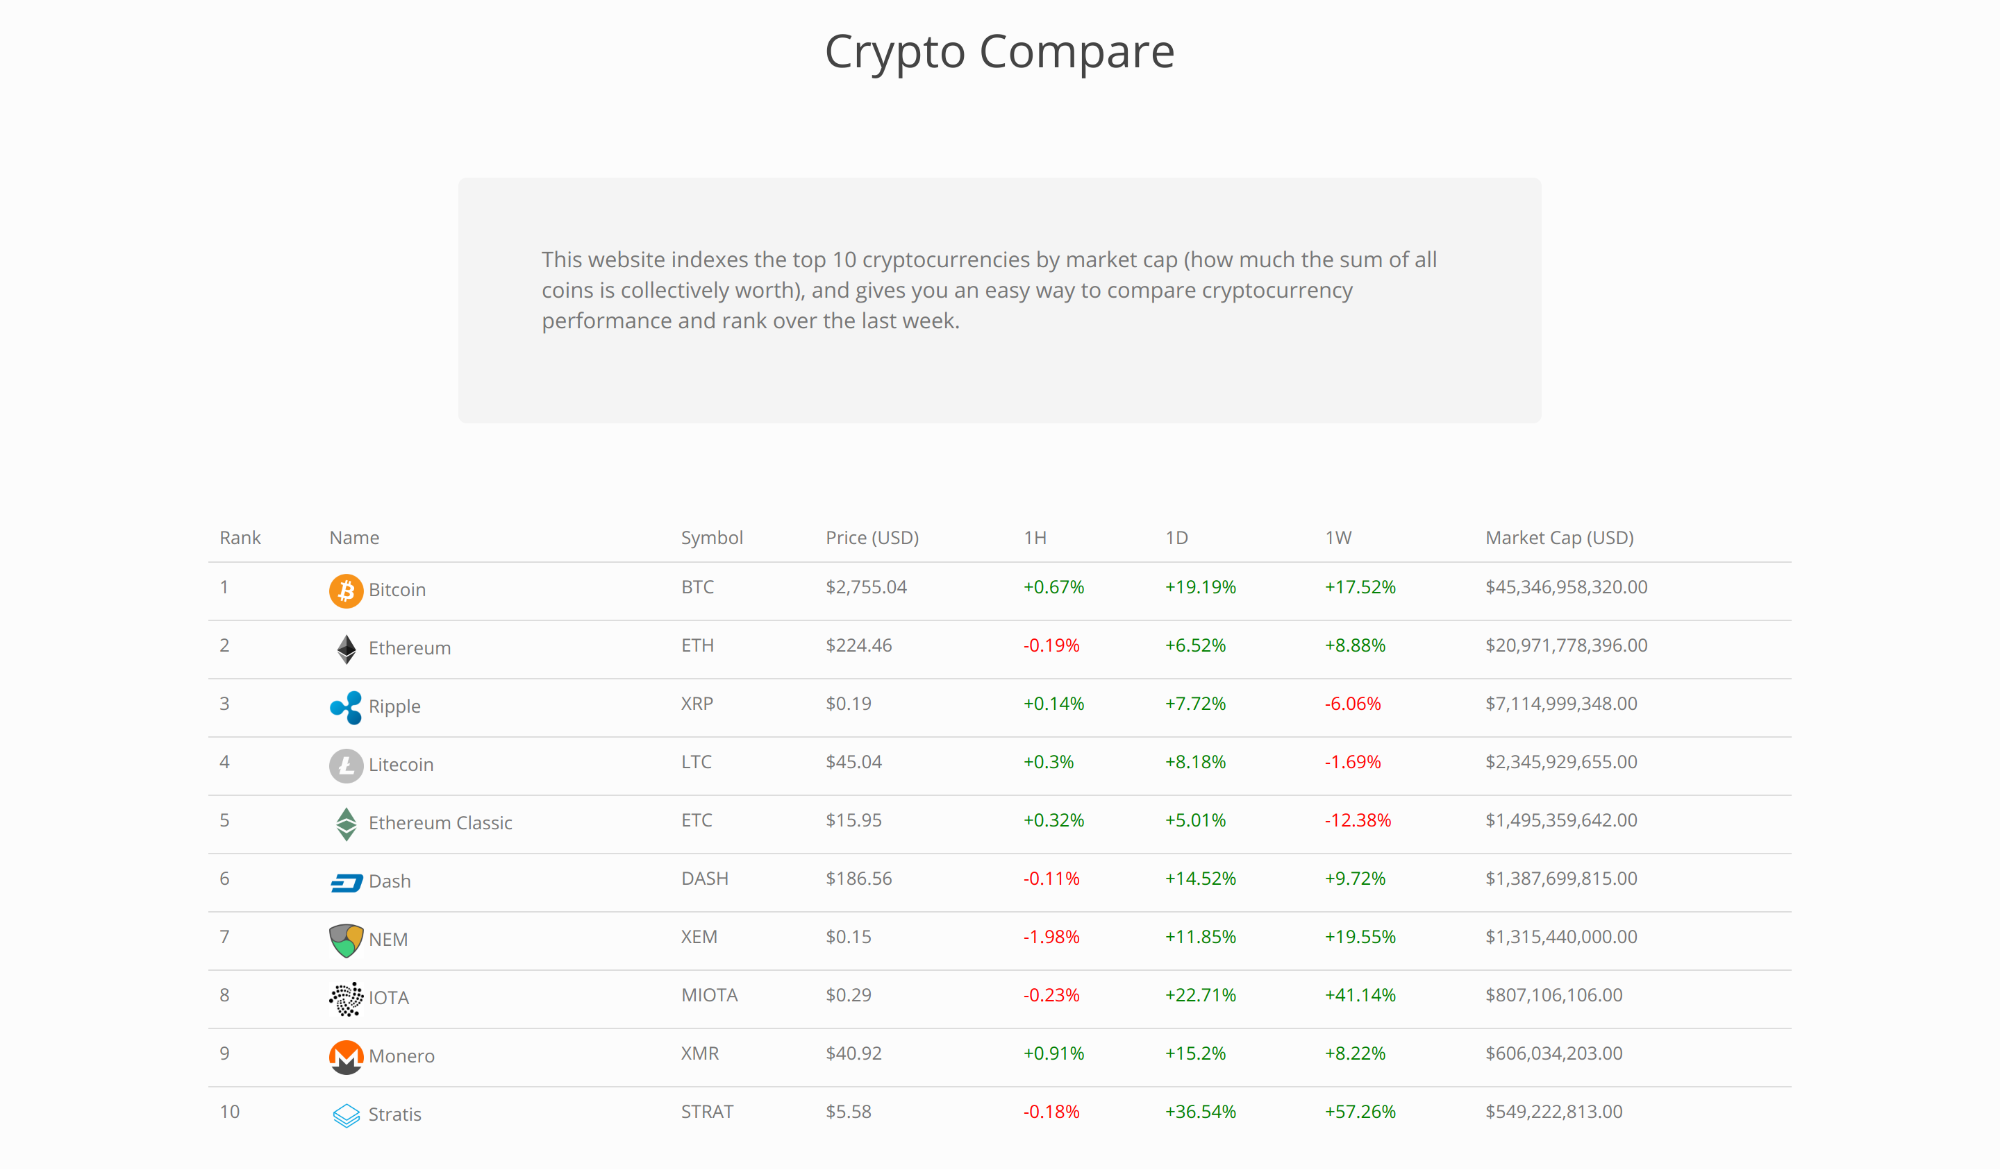 Crypto Compare
This website indexes the top 10 cryptocurrencies by market cap (how much the sum of all
coins is collectively worth), and gives you an easy way to compare cryptocurrency
performance and rank over the last week.
Rank Name Symbol Price (USD) 1H 1D 1W Market Cap (USD)
1 Bitcoin BTC $2,755.04 +0.67% +19.19% +17.52% $45,346,958,320.00
2 Ethereum ETH $224.46 -0.19% +6.52% +8.88% $20,971,778,396.00
3 Ripple XRP $0.19 +0.14% +7.72% -6.06% $7,114,999,348.00
4 Litecoin LTC $45.04 +0.3% +8.18% -1.69% $2,345,929,655.00
5 Ethereum Classic ETC $15.95 +0.32% +5.01% -12.38% $1,495,359,642.00
6 Dash DASH $186.56 -0.11% +14.52% +9.72% $1,387,699,815.00
7 NEM XEM $0.15 -1.98% +11.85% +19.55% $1,315,440,000.00
8 IOTA MIOTA $0.29 -0.23% +22.71% +41.14% $807,106,106.00
9 Monero XMR $40.92 +0.91% +15.2% +8.22% $606,034,203.00
10 Stratis STRAT $5.58 -0.18% +36.54% +57.26% $549,222,813.00